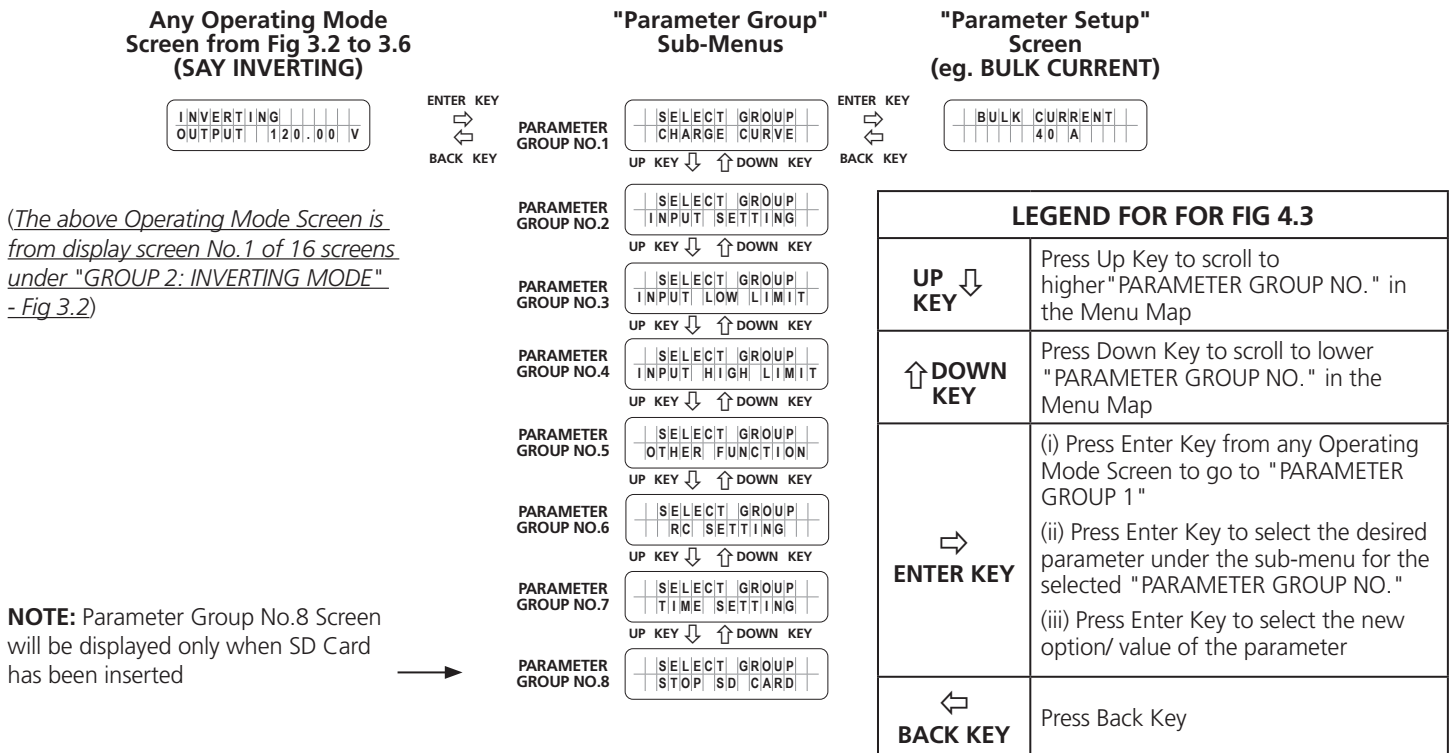 Any Operating Mode
Screen from Fig 3.2 to 3.6
(SAY INVERTING)
"Parameter Group"
Sub-Menus
"Parameter Setup"
Screen
(eg. BULK CURRENT)
INVERTING
OUTPUT 120.00 V
ENTER KEY
BACK KEY
PARAMETER
GROUP NO.1
SELECT GROUP
CHARGE CURVE
ENTER KEY
BACK KEY
BULK CURRENT
40 A
UP KEY DOWN KEY
(The above Operating Mode Screen is
from display screen No.1 of 16 screens
under "GROUP 2: INVERTING MODE"
- Fig 3.2)
PARAMETER
GROUP NO.2
SELECT GROUP
INPUT SETTING
UP KEY DOWN KEY
PARAMETER
GROUP NO.3
SELECT GROUP
INPUT LOW LIMIT
UP KEY DOWN KEY
PARAMETER
GROUP NO.4
SELECT GROUP
INPUT HIGH LIMIT
UP KEY DOWN KEY
PARAMETER
GROUP NO.5
SELECT GROUP
OTHER FUNCTION
UP KEY DOWN KEY
PARAMETER
GROUP NO.6
SELECT GROUP
RC SETTING
UP KEY DOWN KEY
PARAMETER
GROUP NO.7
SELECT GROUP
TIME SETTING
UP KEY DOWN KEY
NOTE: Parameter Group No.8 Screen
will be displayed only when SD Card
has been inserted
PARAMETER
GROUP NO.8
SELECT GROUP
STOP SD CARD
LEGEND FOR FOR FIG 4.3
UP
KEY
Press Up Key to scroll to
higher"PARAMETER GROUP NO." in
the Menu Map
DOWN
KEY
Press Down Key to scroll to lower
"PARAMETER GROUP NO." in the
Menu Map
ENTER KEY
(i) Press Enter Key from any Operating
Mode Screen to go to "PARAMETER
GROUP 1"
(ii) Press Enter Key to select the desired
parameter under the sub-menu for the
selected "PARAMETER GROUP NO."
(iii) Press Enter Key to select the new
option/ value of the parameter
BACK KEY
Press Back Key